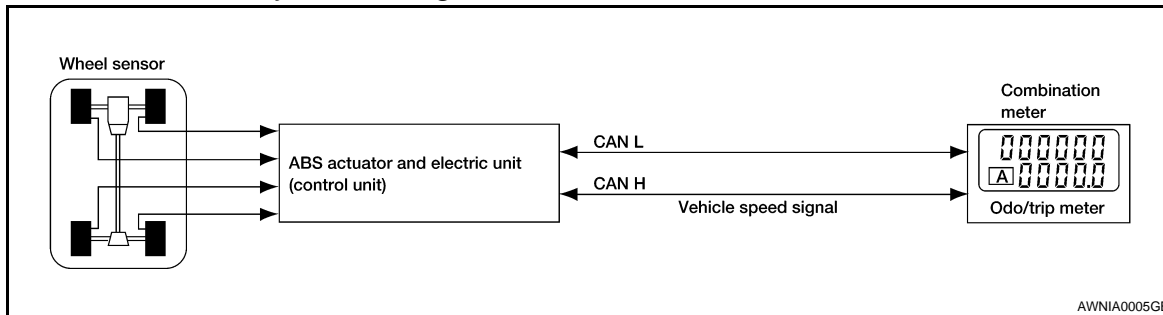 Wheel sensor
ABS actuator and electric unit
(control unit)
CAN L
CAN H
Vehicle speed signal
Combination
meter
000000
A 0000.0
Odo/trip meter